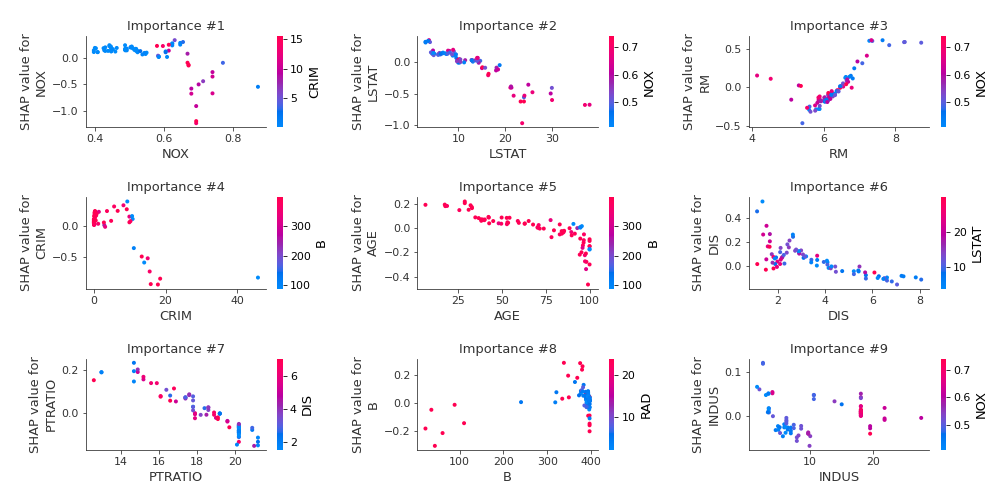 Importance #1
Importance #2
Importance #3
SHAP value for
NOX
0.0
−0.5
−1.0
0.4
0.6
0.8
NOX
15
10
5
CRIM
SHAP value for
LSTAT
0.0
−0.5
−1.0
10
20
30
LSTAT
0.7
0.6
0.5
NOX
SHAP value for
RM
0.5
0.0
−0.5
4
6
8
RM
0.7
0.6
0.5
NOX
Importance #4
Importance #5
Importance #6
SHAP value for
CRIM
0.0
−0.5
0
20
40
CRIM
300
200
100
B
SHAP value for
AGE
0.2
0.0
−0.2
−0.4
25
50
75
100
AGE
300
200
100
B
SHAP value for
DIS
0.4
0.2
0.0
2
4
6
8
DIS
20
10
LSTAT
Importance #7
Importance #8
Importance #9
SHAP value for
PTRATIO
0.2
0.0
14
16
18
20
PTRATIO
6
4
2
DIS
SHAP value for
B
0.2
0.0
−0.2
100
200
300
400
B
20
10
RAD
SHAP value for
INDUS
0.1
0.0
10
20
INDUS
0.7
0.6
0.5
NOX